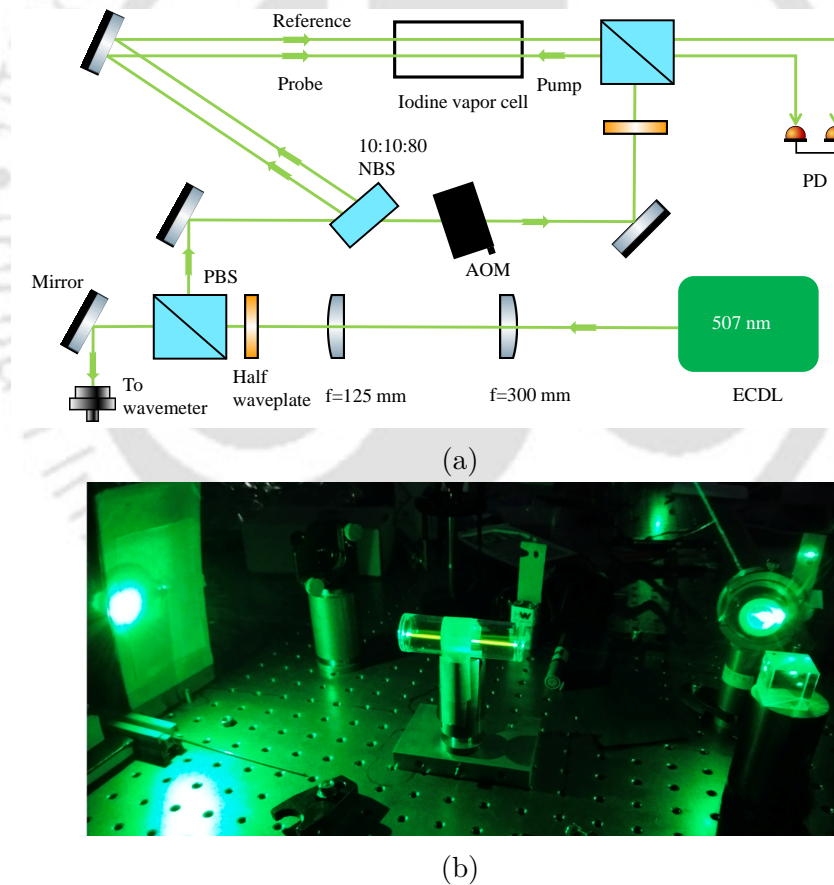 Reference
Probe
Iodine vapor cell
Pump
10:10:80
NBS
PD
AOM
Mirror
PBS
507 nm
To
wavemeter
Half
waveplate
f=125 mm
f=300 mm
ECDL
(a)
W
(b)